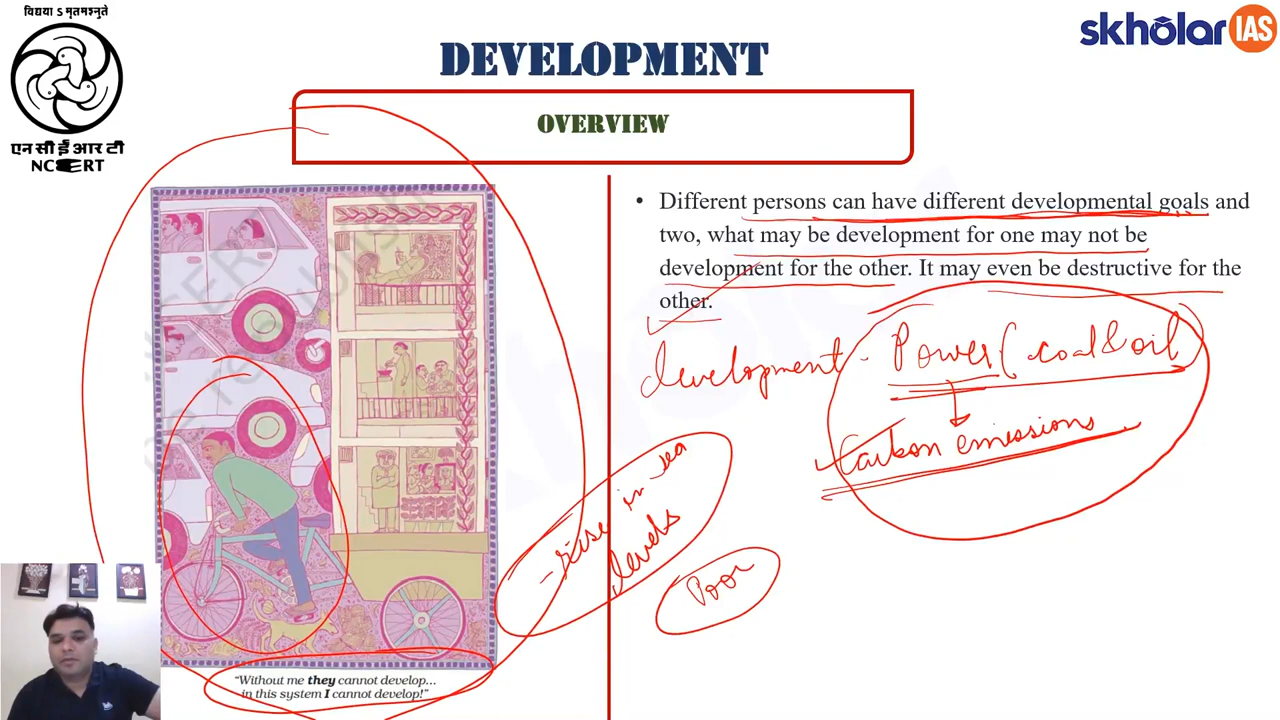 विद्यया ऽ मृतमश्नुते
एन सी ई आर टी
NCERT
skholar IAS
DEVELOPMENT
OVERVIEW
• Different persons can have different developmental goals and
two, what may be development for one may not be
development for the other. It may even be destructive for the
other.
development - Power (coal & oil)
Carbon emissions
- rise in sea
levels
Poor
"Without me they cannot develop...
in this system I cannot develop!"